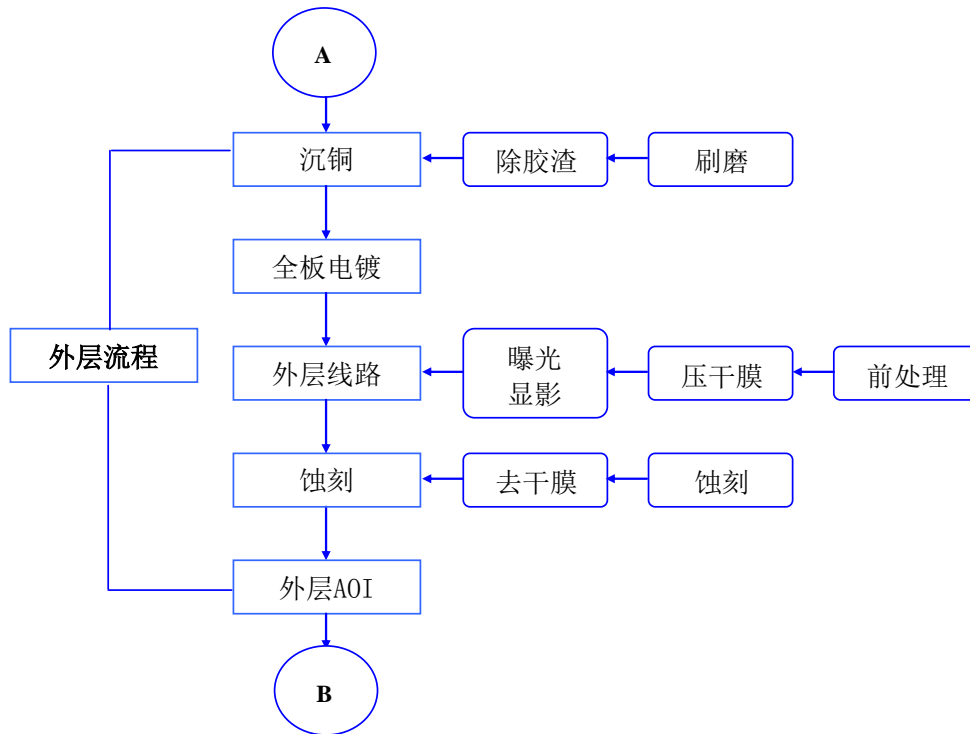 A
沉铜
除胶渣
刷磨
全板电镀
外层流程
外层线路
曝光
显影
压干膜
前处理
蚀刻
去干膜
蚀刻
外层AOI
B